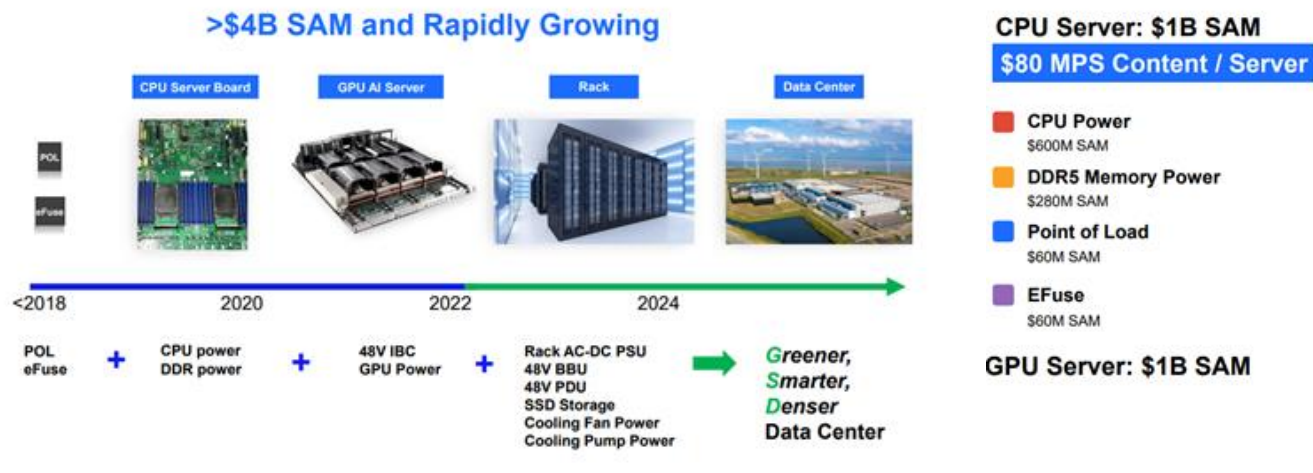 >$4B SAM and Rapidly Growing
CPU Server Board
GPU AI Server
Rack
Data Center
POL
eFuse
<2018
2020
2022
2024
POL
eFuse
+
CPU power
DDR power
+
48V IBC
GPU Power
+
Rack AC-DC PSU
48V BBU
48V PDU
SSD Storage
Cooling Fan Power
Cooling Pump Power
Greener,
Smarter,
Denser
Data Center
CPU Server: $1B SAM
$80 MPS Content / Server
CPU Power
$600M SAM
DDR5 Memory Power
$280M SAM
Point of Load
$60M SAM
EFuse
$60M SAM
GPU Server: $1B SAM